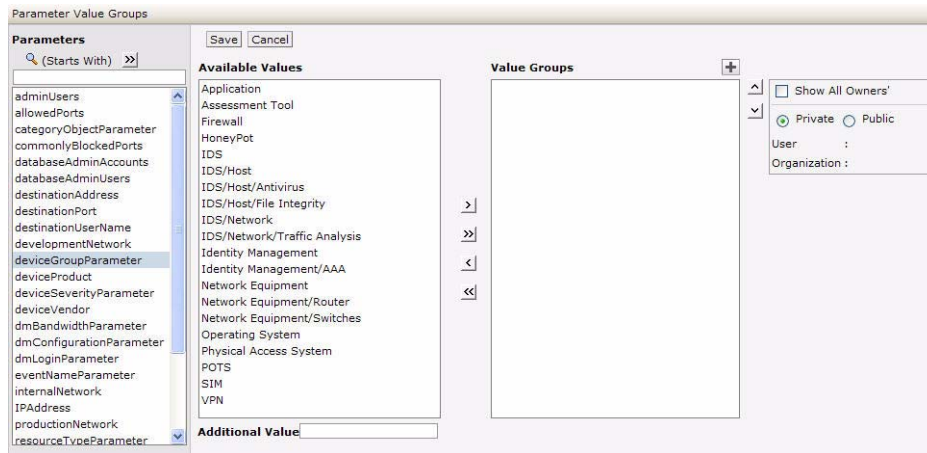 Parameter Value Groups
Parameters
(Starts With) >>
adminUsers
allowedPorts
categoryObjectParameter
commonlyBlockedPorts
databaseAdminAccounts
databaseAdminUsers
destinationAddress
destinationPort
destinationUserName
developmentNetwork
deviceGroupParameter
deviceProduct
deviceSeverityParameter
deviceVendor
dmBandwidthParameter
dmConfigurationParameter
dmLoginParameter
eventNameParameter
internalNetwork
IPAddress
productionNetwork
resourceTypeParameter
Save Cancel
Available Values
Application
Assessment Tool
Firewall
HoneyPot
IDS
IDS/Host
IDS/Host/Antivirus
IDS/Host/File Integrity
IDS/Network
IDS/Network/Traffic Analysis
Identity Management
Identity Management/AAA
Network Equipment
Network Equipment/Router
Network Equipment/Switches
Operating System
Physical Access System
POTS
SIM
VPN
Additional Value
>
>>
<
<<
Value Groups +
Show All Owners'
Private Public
User :
Organization :